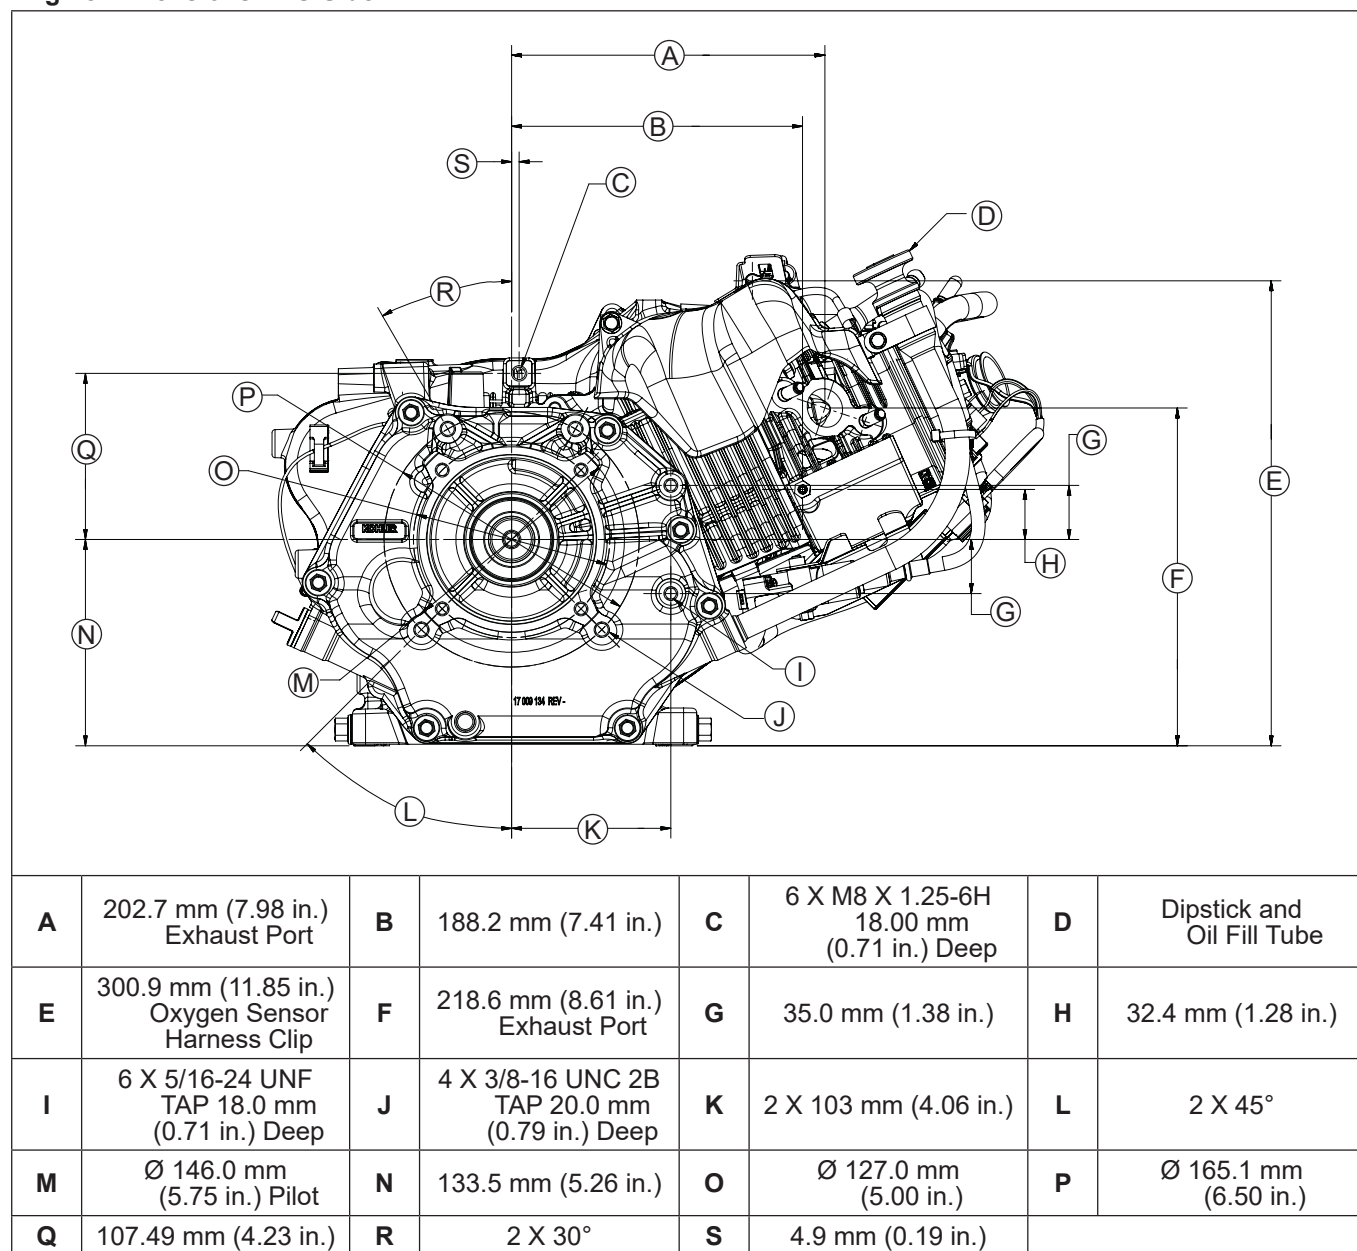 A
B
S
C
D
R
P
Q
O
G
E
H
F
G
N
M
I
J
L
K
KOHLER
17 009 134 REV -
A 202.7 mm (7.98 in.) Exhaust Port B 188.2 mm (7.41 in.) C 6 X M8 X 1.25-6H 18.00 mm (0.71 in.) Deep D Dipstick and Oil Fill Tube
E 300.9 mm (11.85 in.) Oxygen Sensor Harness Clip F 218.6 mm (8.61 in.) Exhaust Port G 35.0 mm (1.38 in.) H 32.4 mm (1.28 in.)
I 6 X 5/16-24 UNF TAP 18.0 mm (0.71 in.) Deep J 4 X 3/8-16 UNC 2B TAP 20.0 mm (0.79 in.) Deep K 2 X 103 mm (4.06 in.) L 2 X 45°
M Ø 146.0 mm (5.75 in.) Pilot N 133.5 mm (5.26 in.) O Ø 127.0 mm (5.00 in.) P Ø 165.1 mm (6.50 in.)
Q 107.49 mm (4.23 in.) R 2 X 30° S 4.9 mm (0.19 in.)